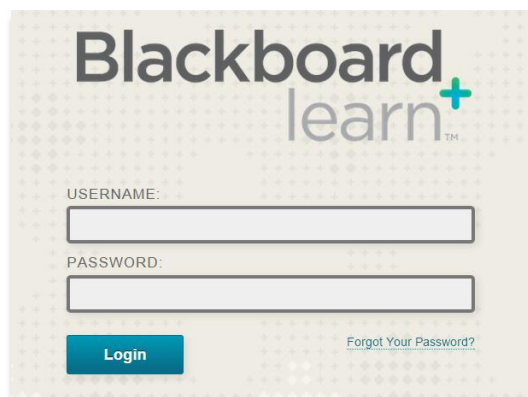 Blackboard
learn+™
USERNAME:
PASSWORD:
Login
Forgot Your Password?